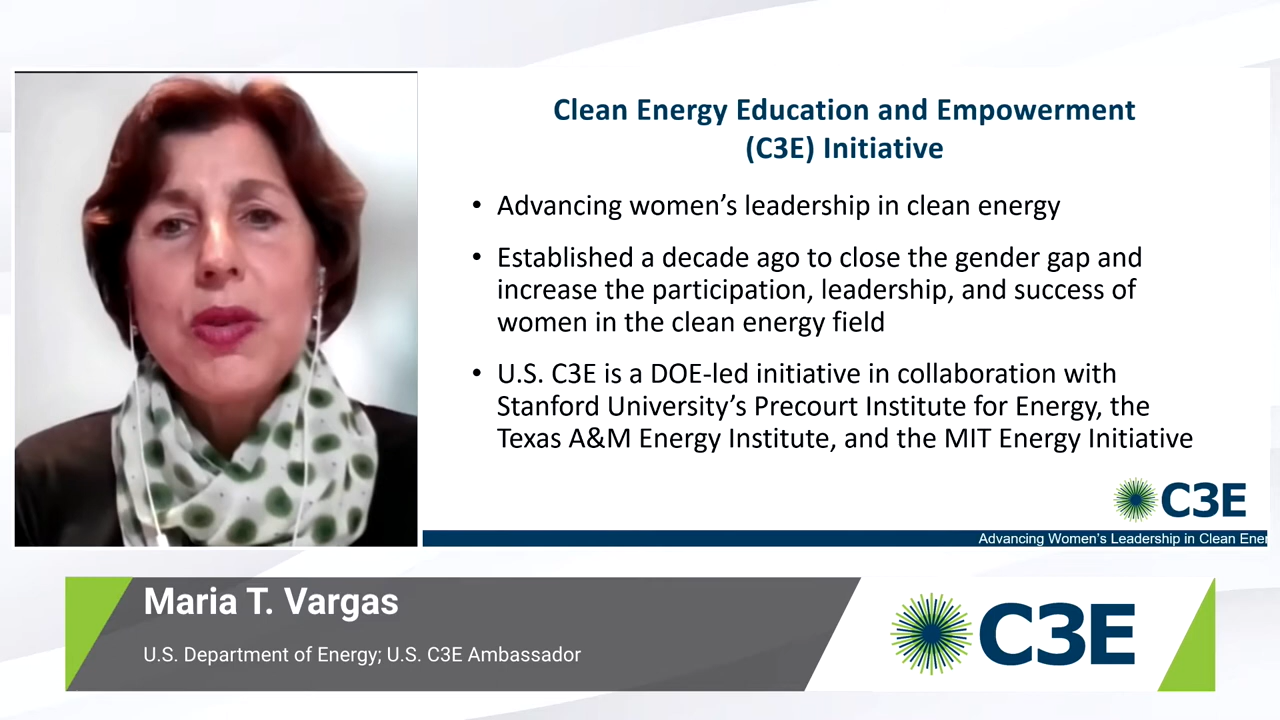 Clean Energy Education and Empowerment
(C3E) Initiative
• Advancing women’s leadership in clean energy
• Established a decade ago to close the gender gap and
increase the participation, leadership, and success of
women in the clean energy field
• U.S. C3E is a DOE-led initiative in collaboration with
Stanford University’s Precourt Institute for Energy, the
Texas A&M Energy Institute, and the MIT Energy Initiative
C3E
Advancing Women’s Leadership in Clean Ener
Maria T. Vargas
U.S. Department of Energy; U.S. C3E Ambassador
C3E